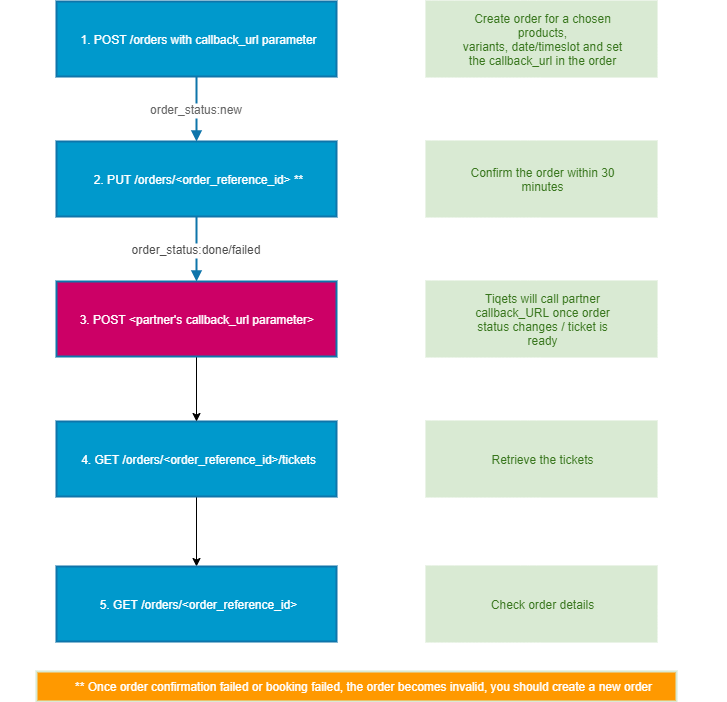 1. POST /orders with callback_url parameter
Create order for a chosen
products,
variants, date/timeslot and set
the callback_url in the order
order_status:new
2. PUT /orders/<order_reference_id> **
Confirm the order within 30
minutes
order_status:done/failed
3. POST <partner's callback_url parameter>
Tiqets will call partner
callback_URL once order
status changes / ticket is
ready
4. GET /orders/<order_reference_id>/tickets
Retrieve the tickets
5. GET /orders/<order_reference_id>
Check order details
** Once order confirmation failed or booking failed, the order becomes invalid, you should create a new order